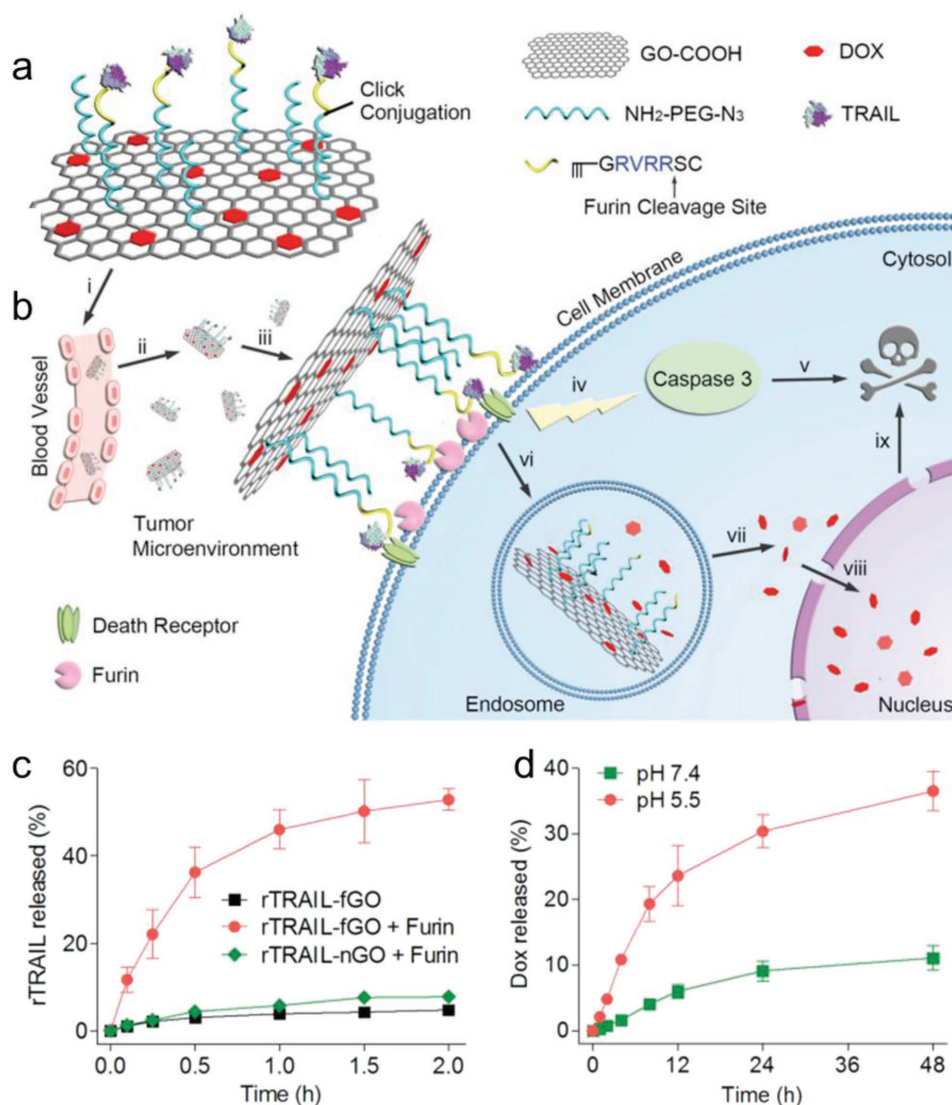 a
Click
Conjugation
GO-COOH
DOX
NH₂-PEG-N₃
TRAIL
GRVRRSC
Furin Cleavage Site
b
i
ii
iii
Blood Vessel
Tumor
Microenvironment
Cell Membrane
Cytosol
iv
Caspase 3
v
vi
vii
viii
ix
Death Receptor
Furin
Endosome
Nucleus
c
rTRAIL released (%)
60
40
20
0
rTRAIL-fGO
rTRAIL-fGO + Furin
rTRAIL-nGO + Furin
0.0 0.5 1.0 1.5 2.0
Time (h)
d
Dox released (%)
40
30
20
10
0
pH 7.4
pH 5.5
0 12 24 36 48
Time (h)